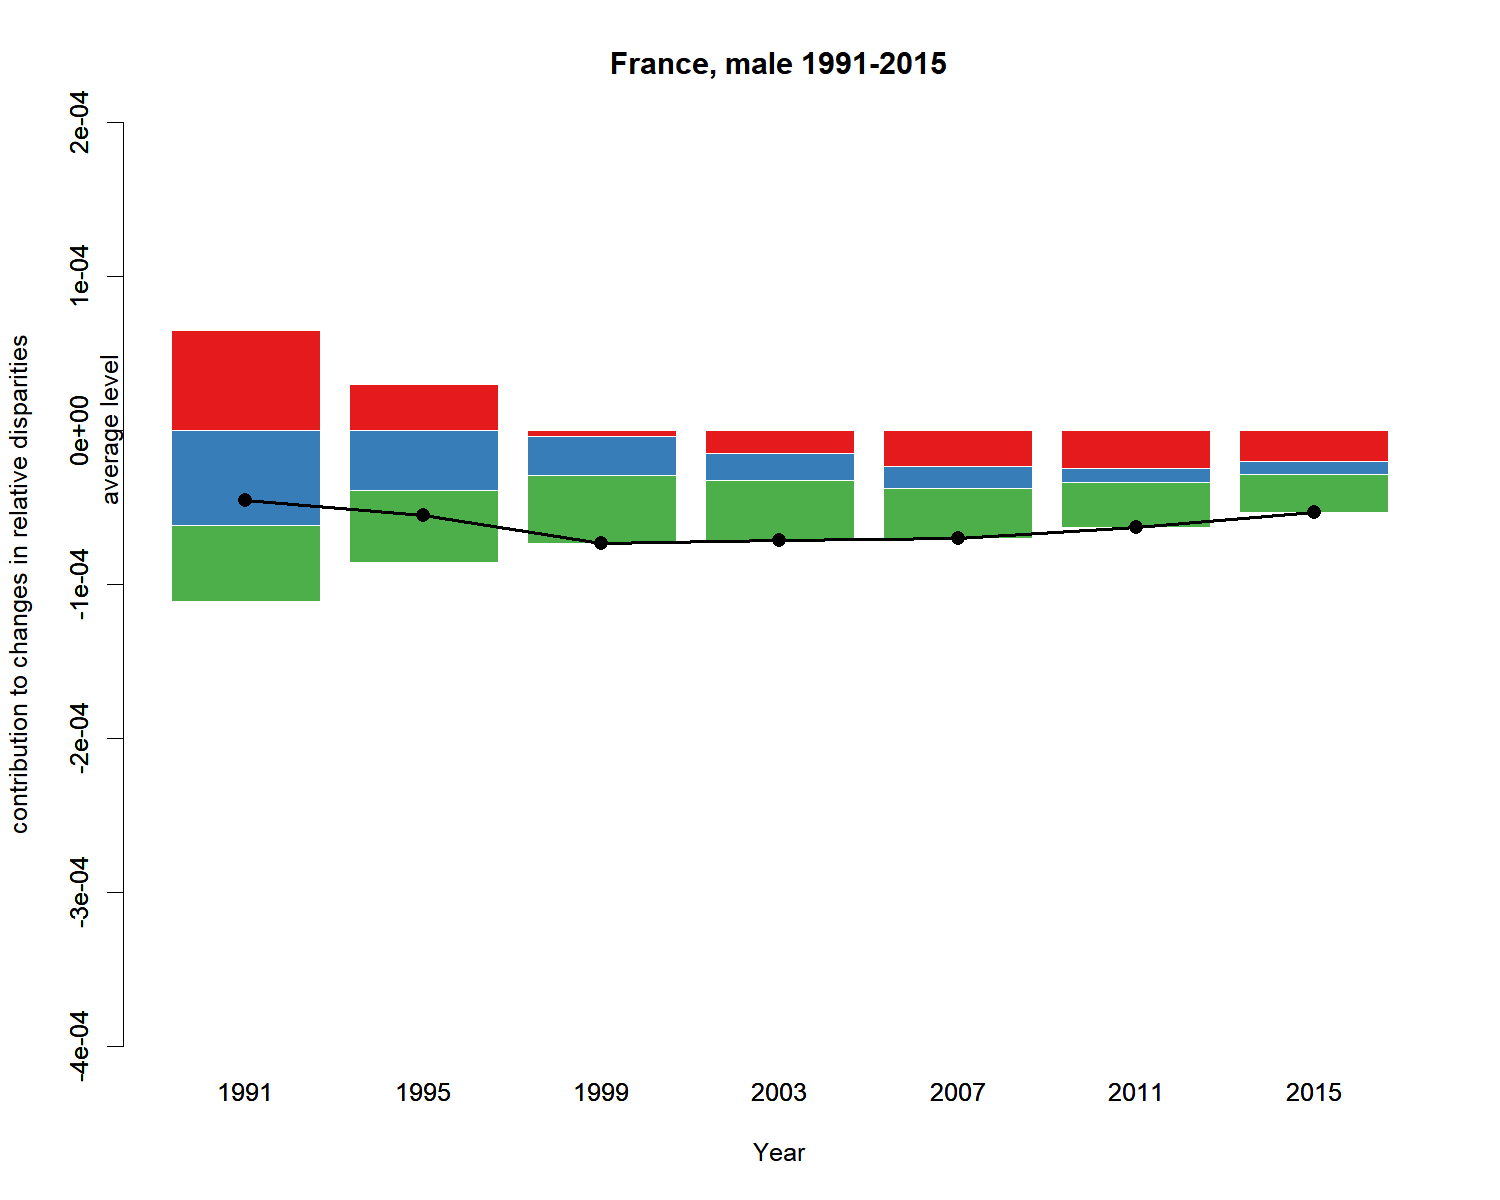 France, male 1991-2015
2e-04
1e-04
0e+00
-1e-04
-2e-04
-3e-04
-4e-04
contribution to changes in relative disparities
average level
1991 1995 1999 2003 2007 2011 2015
Year